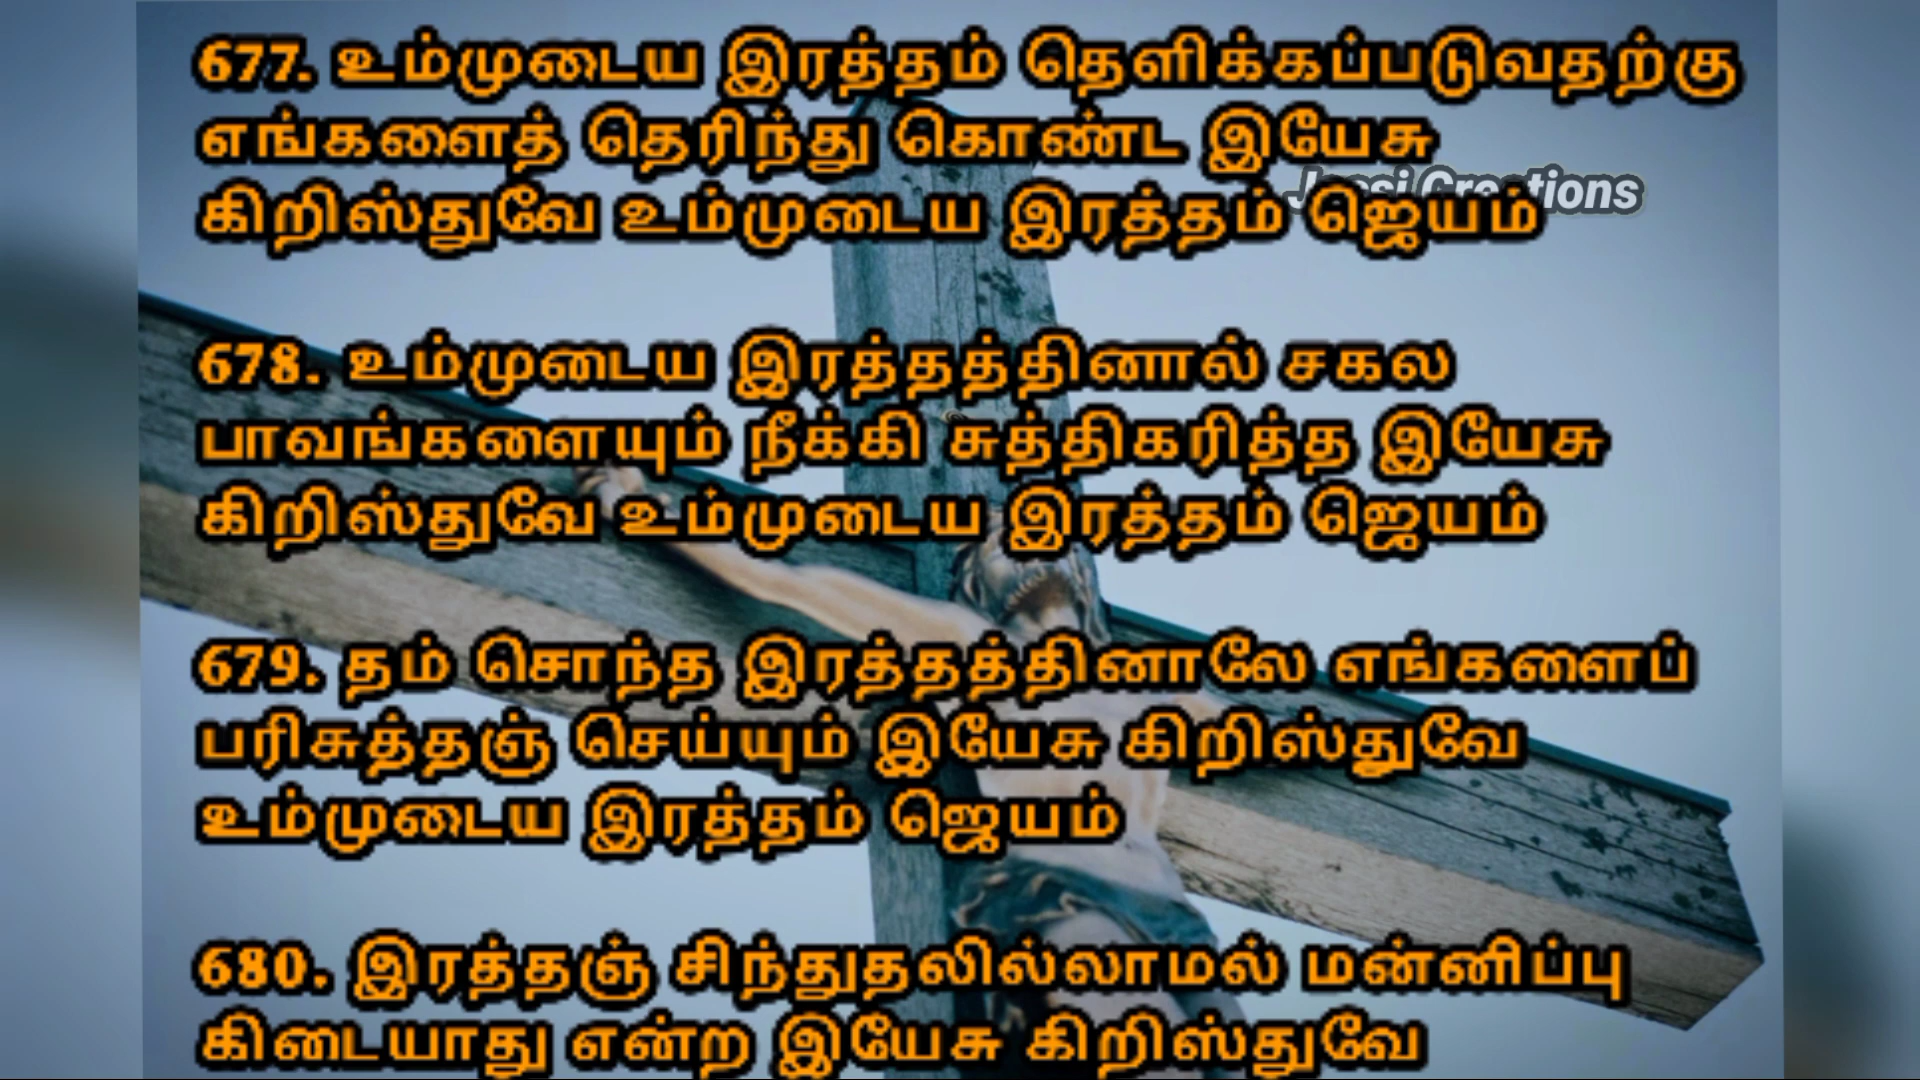 677. உம்முடைய இரத்தம் தெளிக்கப்படுவதற்கு
எங்களைத் தெரிந்து கொண்ட இயேசு
கிறிஸ்துவே உம்முடைய இரத்தம் ஜெயம்
Creations
678. உம்முடைய இரத்தத்தினால் சகல
பாவங்களையும் நீக்கி சுத்திகரித்த இயேசு
கிறிஸ்துவே உம்முடைய இரத்தம் ஜெயம்
679. தம் சொந்த இரத்தத்தினாலே எங்களைப்
பரிசுத்தஞ் செய்யும் இயேசு கிறிஸ்துவே
உம்முடைய இரத்தம் ஜெயம்
680. இரத்தஞ் சிந்துதலில்லாமல் மன்னிப்பு
கிடையாது என்ற இயேசு கிறிஸ்துவே